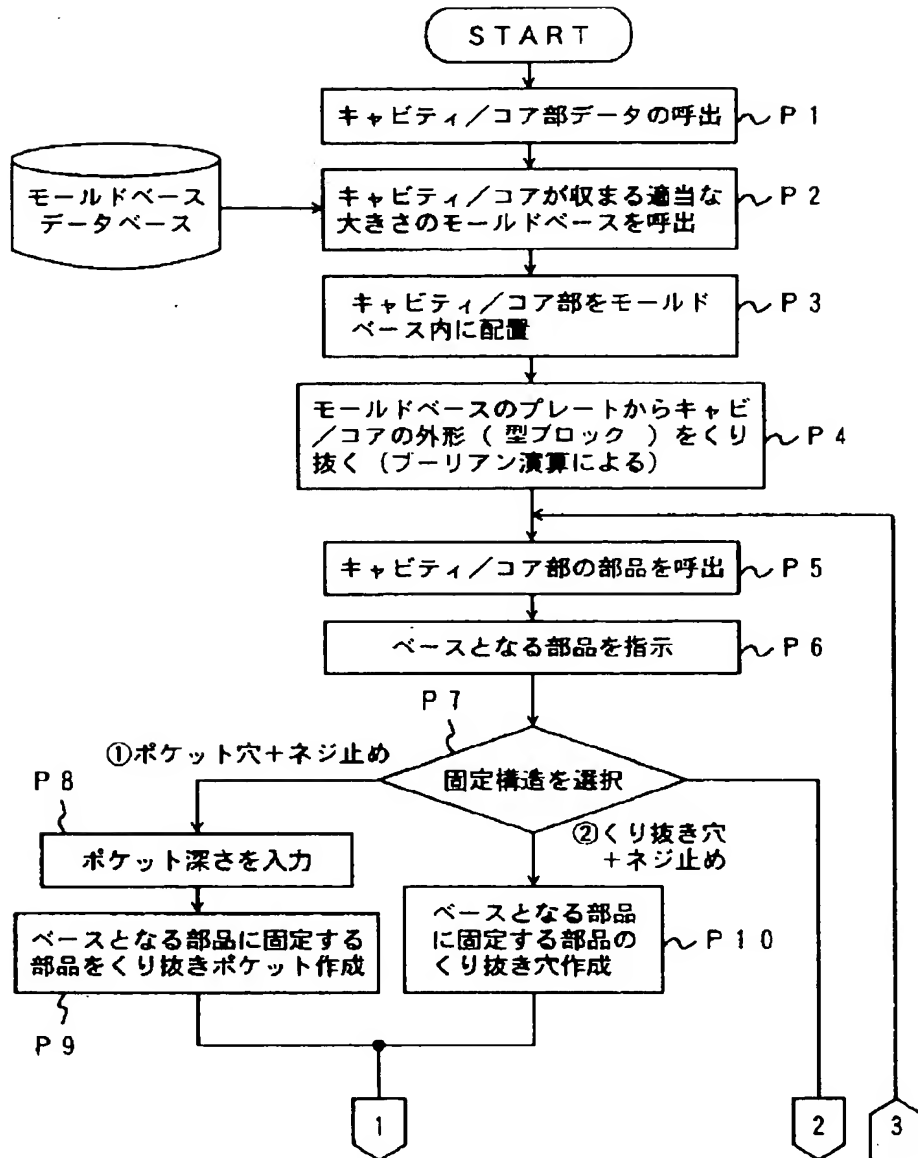 START
キャビティ／コア部データの呼出
P1
モールドベース
データベース
キャビティ／コアが収まる適当な
大きさのモールドベースを呼出
P2
キャビティ／コア部をモールド
ベース内に配置
P3
モールドベースのプレートからキャビ
／コアの外形（型ブロック）をくり
抜く（ブーリアン演算による）
P4
キャビティ／コア部の部品を呼出
P5
ベースとなる部品を指示
P6
P7
固定構造を選択
①ポケット穴＋ネジ止め
P8
ポケット深さを入力
②くり抜き穴
＋ネジ止め
ベースとなる部品に固定する
部品をくり抜きポケット作成
P9
ベースとなる部品
に固定する部品の
くり抜き穴作成
P10
1
2
3